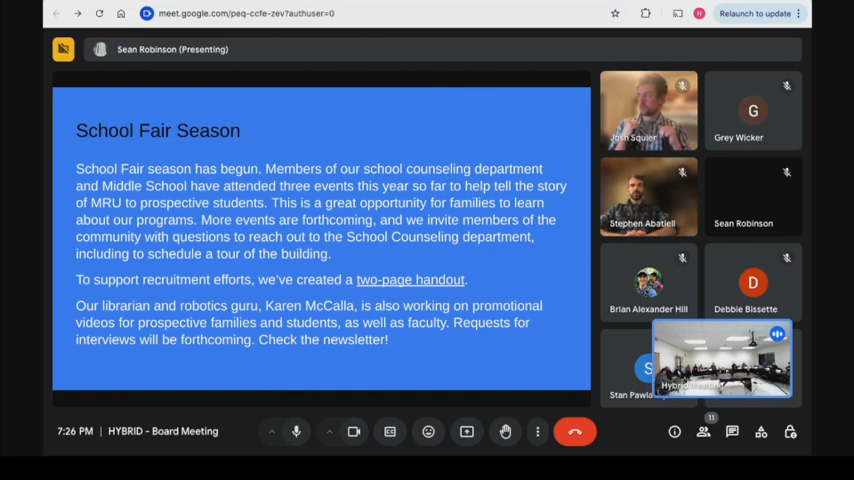 meet.google.com/peq-ccfe-zev?authuser=0
H
Relaunch to update
Sean Robinson (Presenting)
School Fair Season
School Fair season has begun. Members of our school counseling department
and Middle School have attended three events this year so far to help tell the story
of MRU to prospective students. This is a great opportunity for families to learn
about our programs. More events are forthcoming, and we invite members of the
community with questions to reach out to the School Counseling department,
including to schedule a tour of the building.
To support recruitment efforts, we've created a two-page handout.
Our librarian and robotics guru, Karen McCalla, is also working on promotional
videos for prospective families and students, as well as faculty. Requests for
interviews will be forthcoming. Check the newsletter!
Josh Squier
G
Grey Wicker
Stephen Abatiell
Sean Robinson
Brian Alexander Hill
D
Debbie Bissette
S
Stan
Hybrid Meeting
7:26 PM | HYBRID - Board Meeting
11